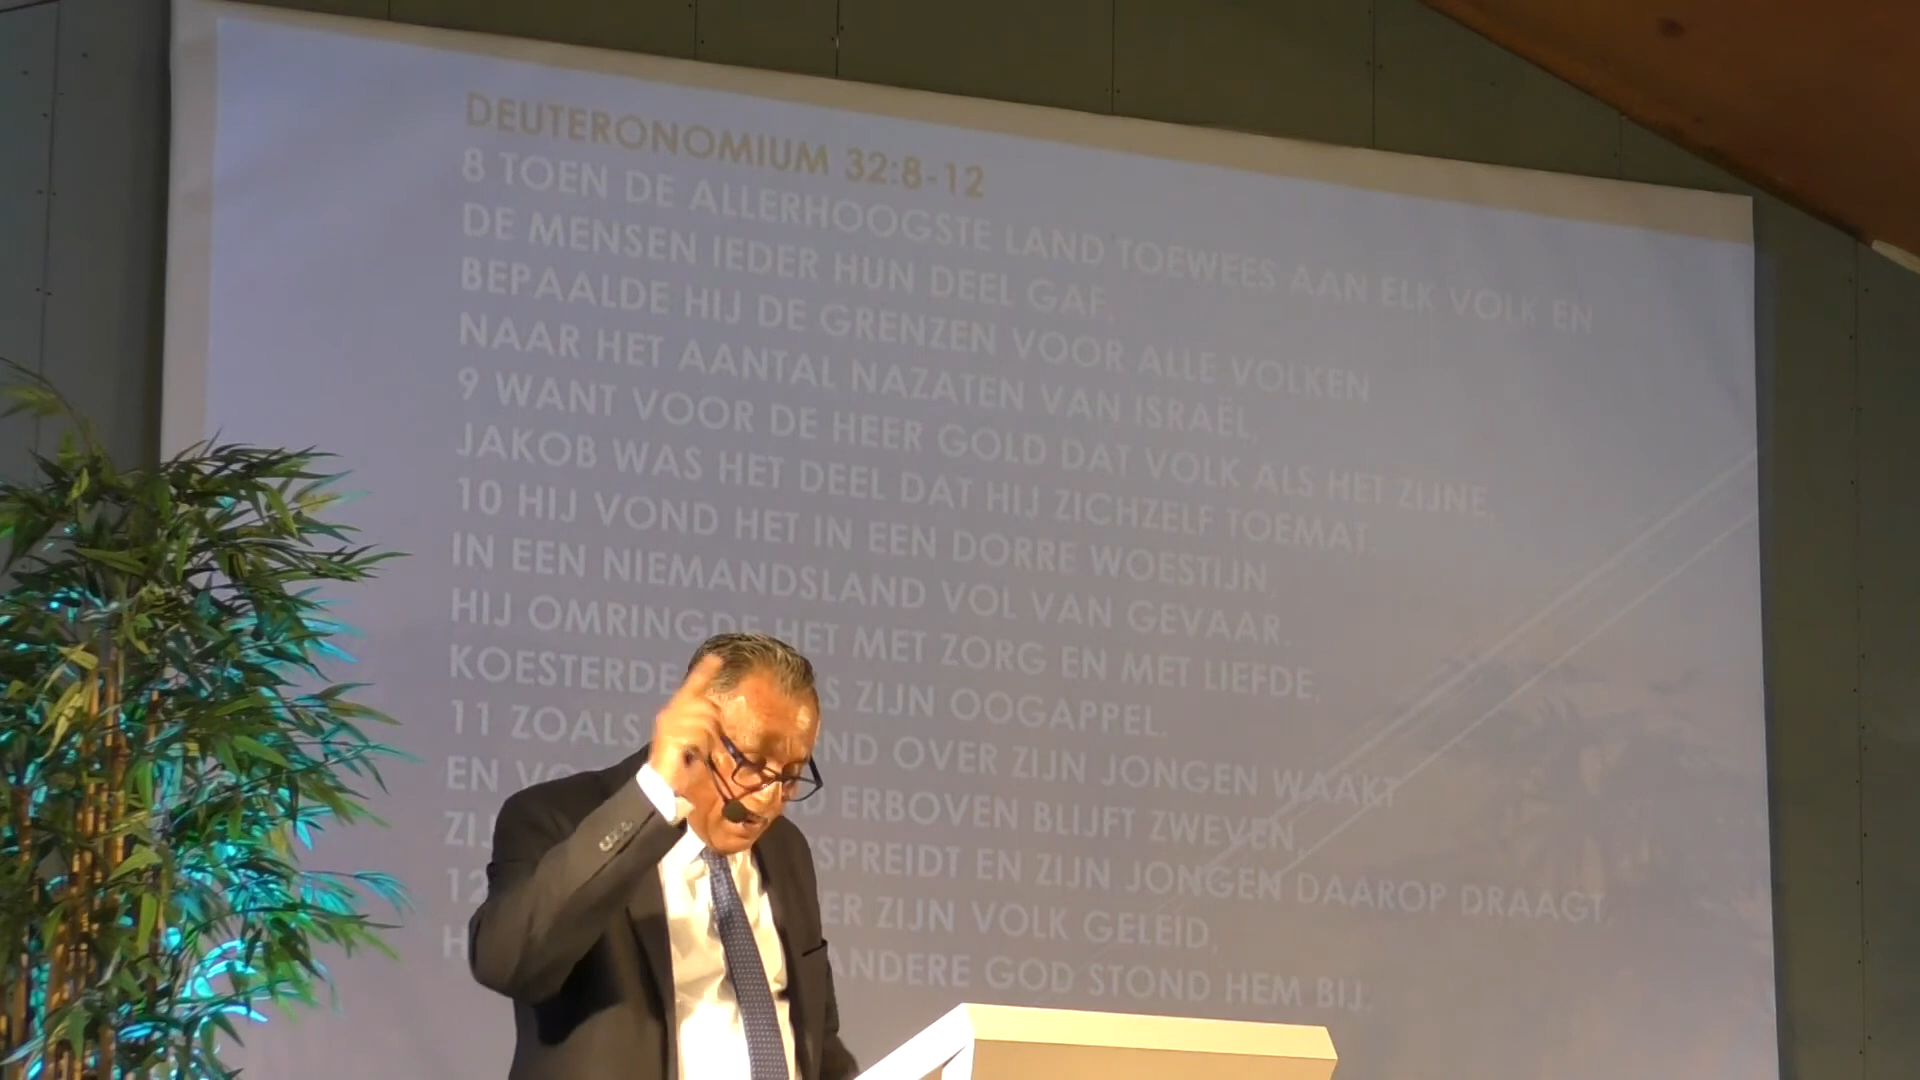 DEUTERONOMIUM 32:8-12
8 TOEN DE ALLERHOOGSTE LAND TOEWEES AAN ELK VOLK EN
DE MENSEN IEDER HUN DEEL GAF,
BEPAALDE HIJ DE GRENZEN VOOR ALLE VOLKEN
NAAR HET AANTAL NAZATEN VAN ISRAËL,
9 WANT VOOR DE HEER GOLD DAT VOLK ALS HET ZIJNE,
JAKOB WAS HET DEEL DAT HIJ ZICHZELF TOEMAT.
10 HIJ VOND HET IN EEN DORRE WOESTIJN,
IN EEN NIEMANDSLAND VOL VAN GEVAAR.
HIJ OMRINGDE HET MET ZORG EN MET LIEFDE,
KOESTERDE ZIJN OOGAPPEL.
11 ZOALS OVER ZIJN JONGEN WAAKT
EN ERBOVEN BLIJFT ZWEVEN,
EN ZIJN JONGEN DAAROP DRAAGT,
12 ZIJN VOLK GELEID,
ANDERE GOD STOND HEM BIJ.